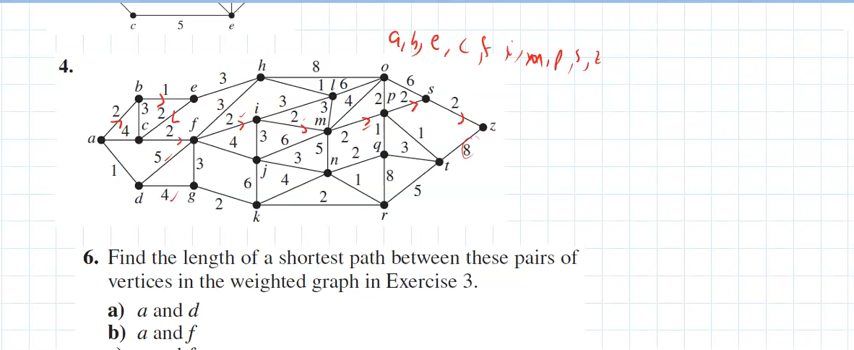 c 5 e
a, b, e, c, f, i, m, p, s, z
4.
h 8 o
b 1 e 3 1 l 6 6 s
2 3 2 3 i 3 3 4 2 p 2 2
a 4 c 2 f 2 2 m 2 3 1 1 z
5 4 3 6 5 2 q 3 8
1 3 j 3 n 1 8 t
d 4 g 6 4 5
2 k 2 r
6. Find the length of a shortest path between these pairs of
vertices in the weighted graph in Exercise 3.
a) a and d
b) a and f